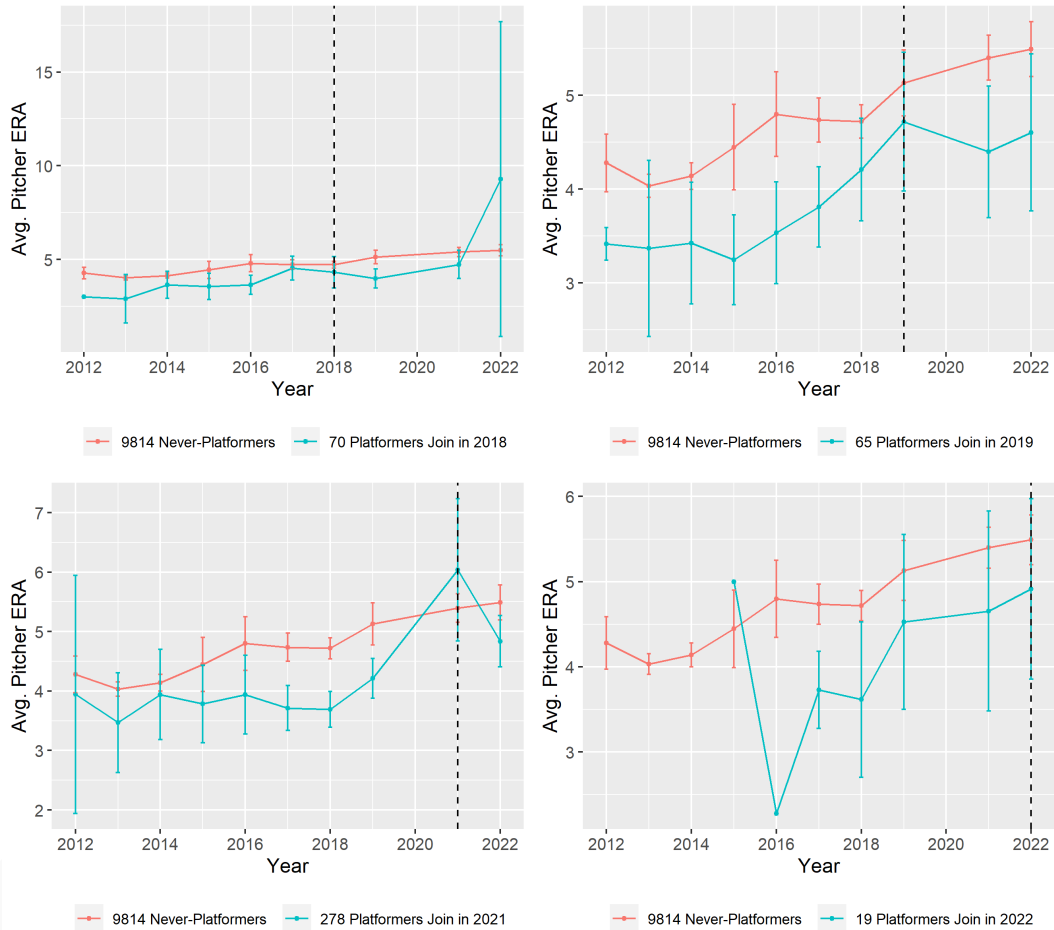 Avg. Pitcher ERA
15
10
5
2012 2014 2016 2018 2020 2022
Year
9814 Never-Platformers 70 Platformers Join in 2018
Avg. Pitcher ERA
5
4
3
2012 2014 2016 2018 2020 2022
Year
9814 Never-Platformers 65 Platformers Join in 2019
Avg. Pitcher ERA
7
6
5
4
3
2
2012 2014 2016 2018 2020 2022
Year
9814 Never-Platformers 278 Platformers Join in 2021
Avg. Pitcher ERA
6
5
4
3
2012 2014 2016 2018 2020 2022
Year
9814 Never-Platformers 19 Platformers Join in 2022